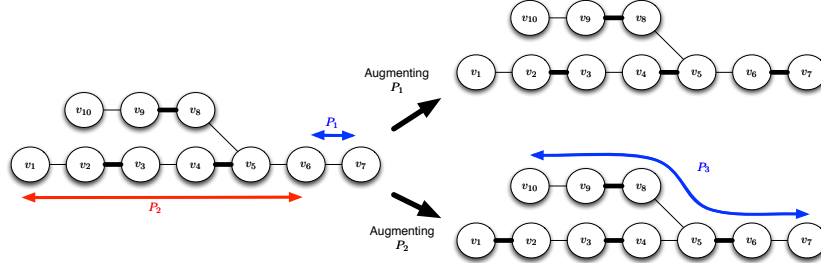 v10 v9 v8
P1
v1 v2 v3 v4 v5 v6 v7
P2
Augmenting
P1
Augmenting
P2
v10 v9 v8
v1 v2 v3 v4 v5 v6 v7
P3
v10 v9 v8
v1 v2 v3 v4 v5 v6 v7